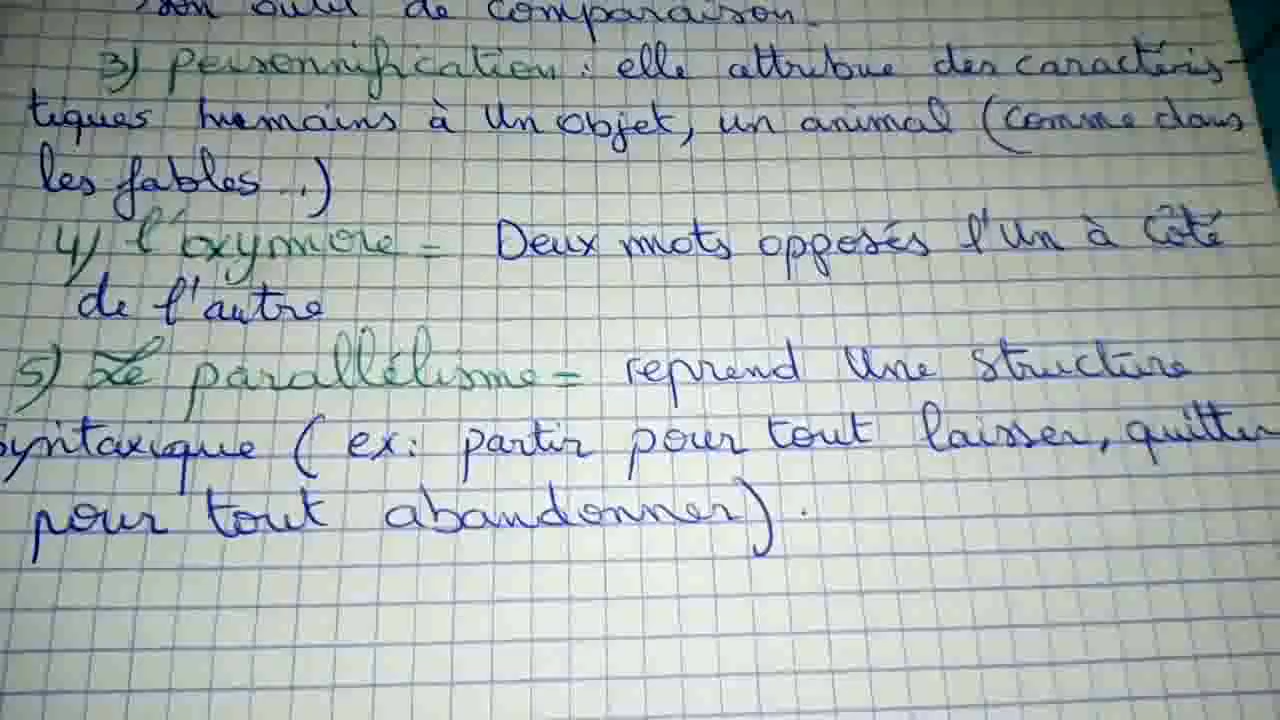 son outil de comparaison.
3) personnification : elle attribue des caractéris-
tiques humains à un objet, un animal (comme dans
les fables...)
4) l'oxymore = Deux mots opposés l'un à côté
de l'autre
5) Le parallélisme = reprend une structure
syntaxique (ex: partir pour tout laisser, quitter
pour tout abandonner).